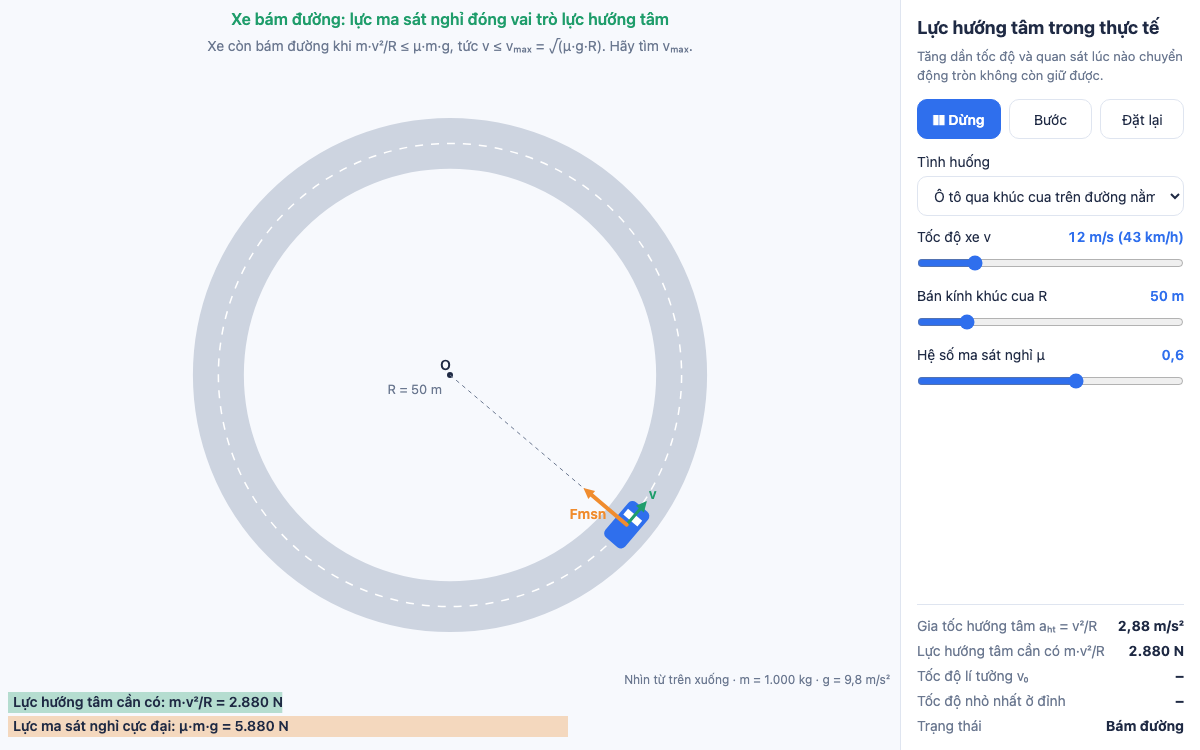 Xe bám đường: lực ma sát nghỉ đóng vai trò lực hướng tâm
Xe còn bám đường khi m·v²/R ≤ μ·m·g, tức v ≤ vₘₐₓ = √(μ·g·R). Hãy tìm vₘₐₓ.
O
R = 50 m
v
Fmsn
Nhìn từ trên xuống · m = 1.000 kg · g = 9,8 m/s²
Lực hướng tâm cần có: m·v²/R = 2.880 N
Lực ma sát nghỉ cực đại: μ·m·g = 5.880 N
Lực hướng tâm trong thực tế
Tăng dần tốc độ và quan sát lúc nào chuyển
động tròn không còn giữ được.
Dừng
Bước
Đặt lại
Tình huống
Ô tô qua khúc cua trên đường nằm
Tốc độ xe v 12 m/s (43 km/h)
Bán kính khúc cua R 50 m
Hệ số ma sát nghỉ μ 0,6
Gia tốc hướng tâm aₕₜ = v²/R 2,88 m/s²
Lực hướng tâm cần có m·v²/R 2.880 N
Tốc độ lí tưởng v₀ –
Tốc độ nhỏ nhất ở đỉnh –
Trạng thái Bám đường